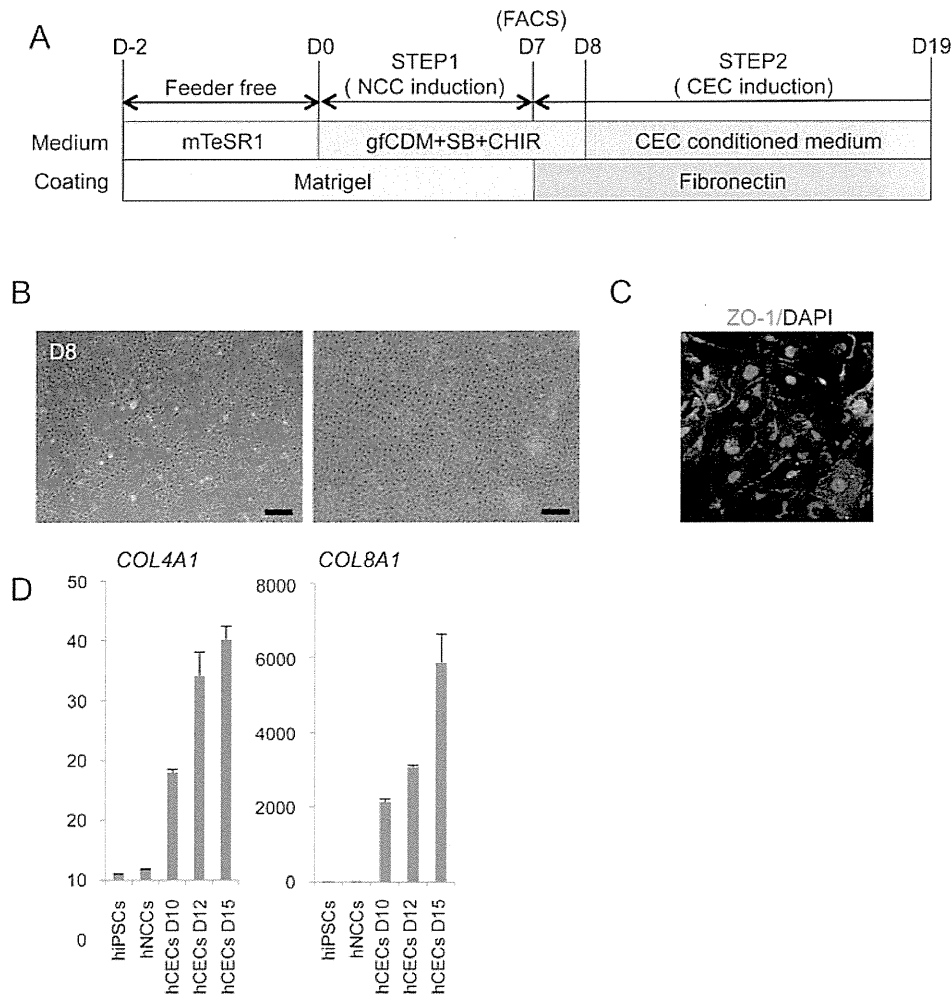 A
(FACS)
D-2 D0 D7 D8 D19
Feeder free
STEP1
( NCC induction)
STEP2
( CEC induction)
Medium mTeSR1 gfCDM+SB+CHIR CEC conditioned medium
Coating Matrigel Fibronectin
B
D8
C
ZO-1/DAPI
D
COL4A1
50
40
30
20
20
10
0
hiPSCs
hNCCs
hCECs D10
hCECs D12
hCECs D15
COL8A1
8000
6000
4000
2000
0
hiPSCs
hNCCs
hCECs D10
hCECs D12
hCECs D15